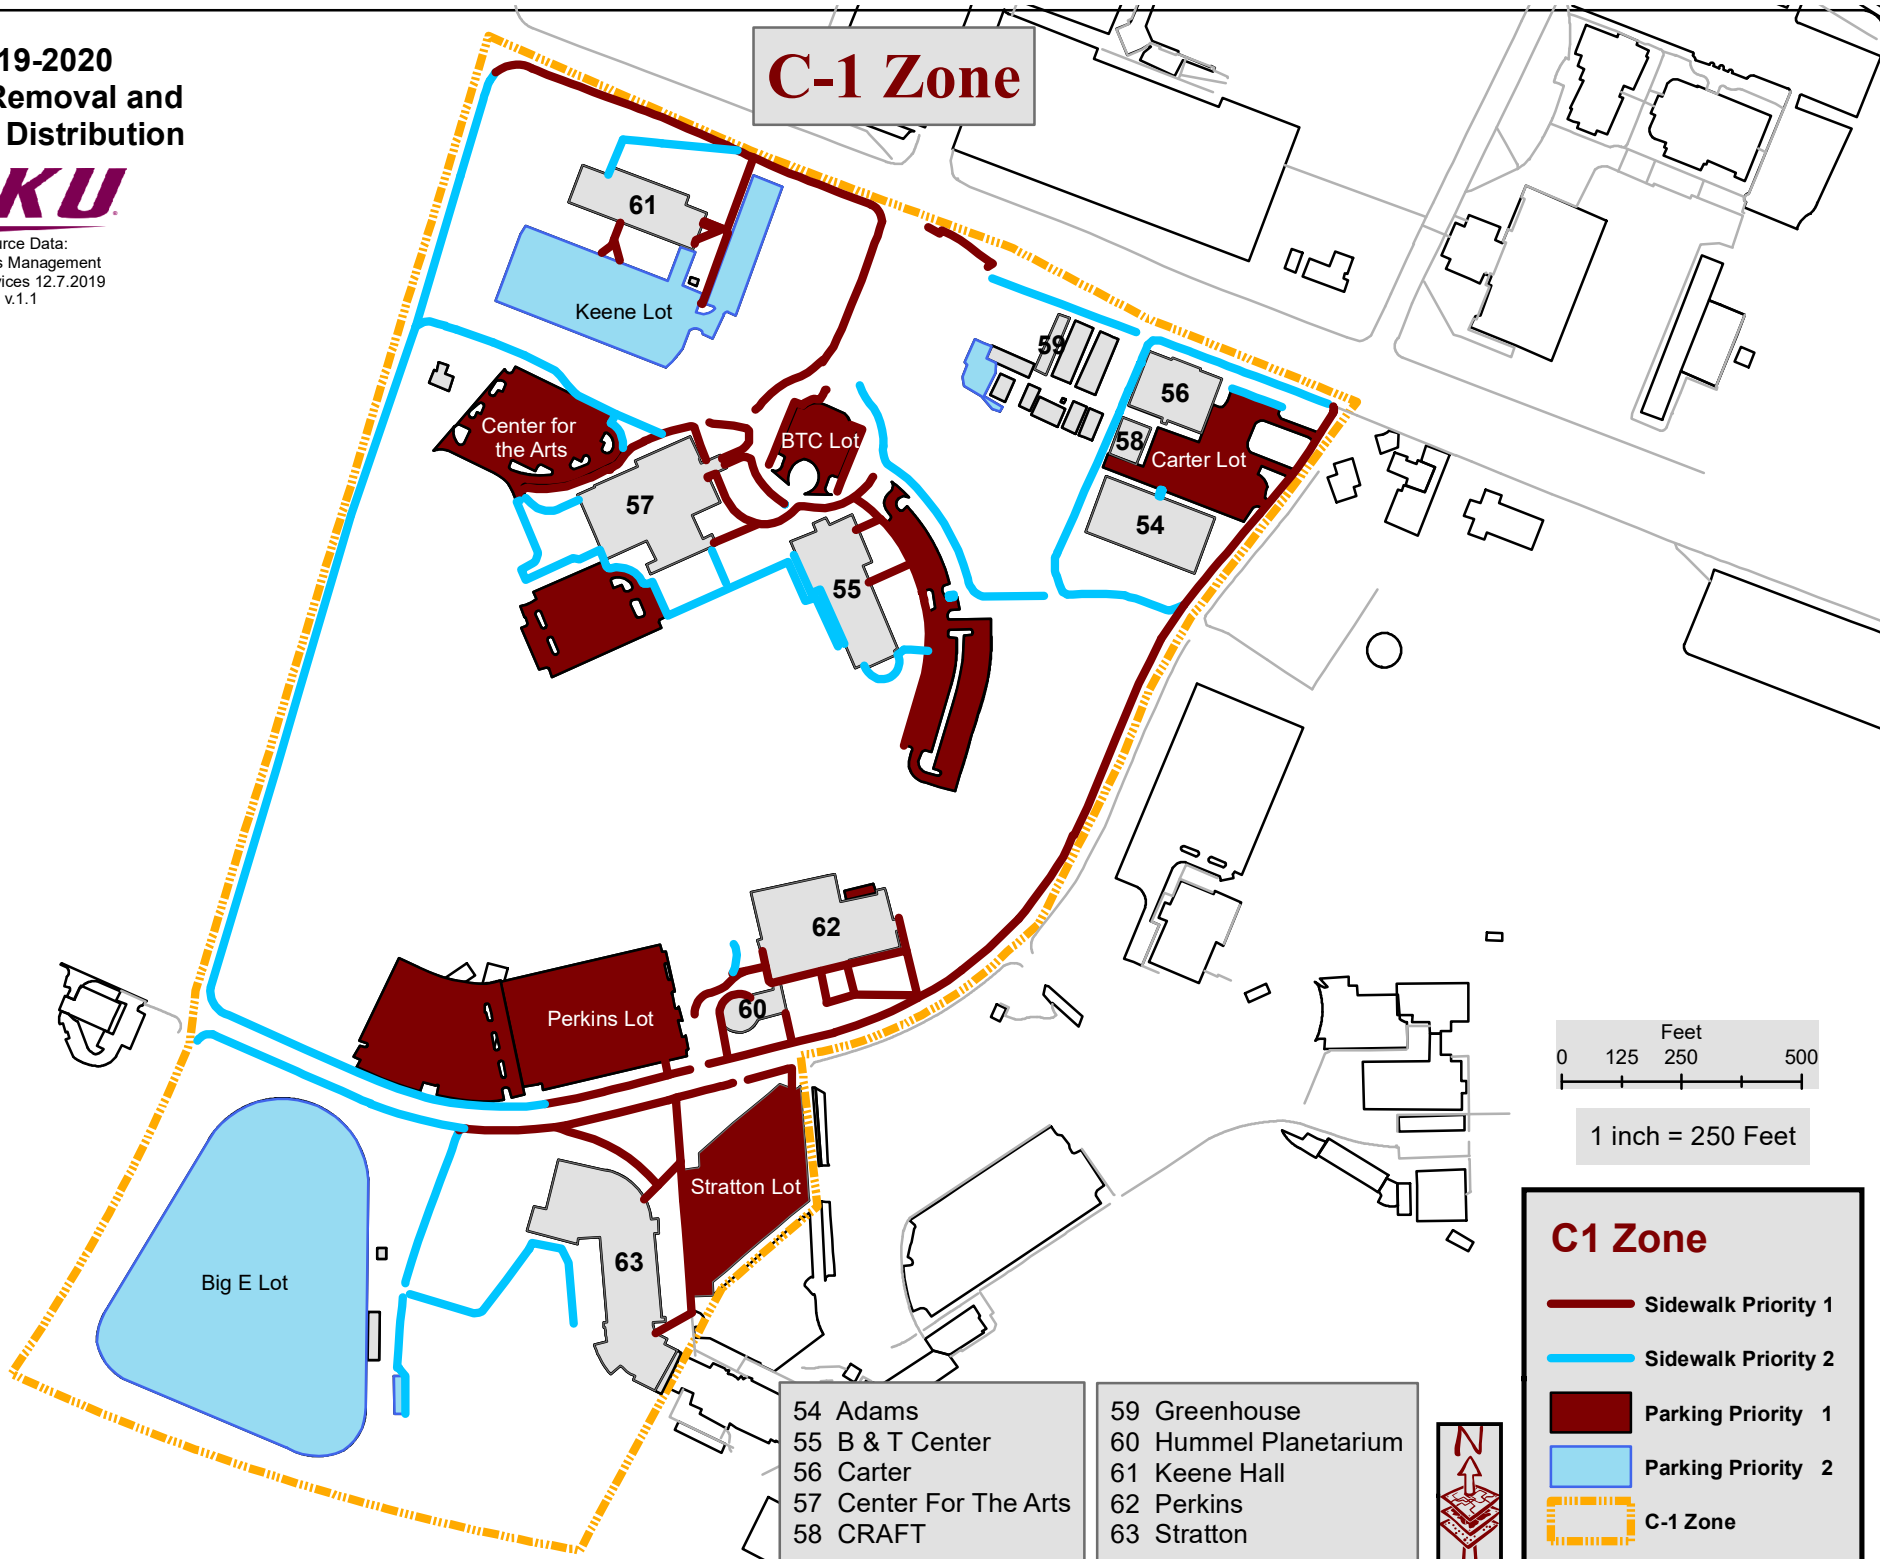 19-2020
Removal and
Distribution
KU
Source Data:
s Management
vices 12.7.2019
v.1.1
C-1 Zone
61
Keene Lot
59
56
58
Carter Lot
54
Center for
the Arts
BTC Lot
57
55
62
60
Perkins Lot
Stratton Lot
63
Big E Lot
Feet
0 125 250 500
1 inch = 250 Feet
C1 Zone
Sidewalk Priority 1
Sidewalk Priority 2
Parking Priority 1
Parking Priority 2
C-1 Zone
54 Adams
55 B & T Center
56 Carter
57 Center For The Arts
58 CRAFT
59 Greenhouse
60 Hummel Planetarium
61 Keene Hall
62 Perkins
63 Stratton
N